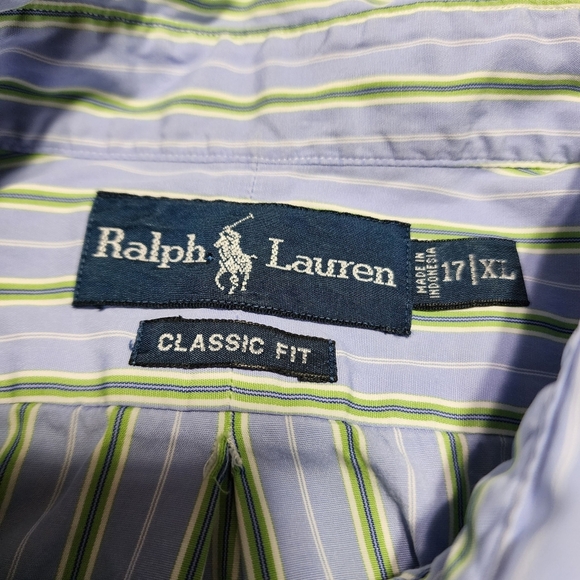 Ralph Lauren
MADE IN
INDONESIA
17|XL
CLASSIC FIT